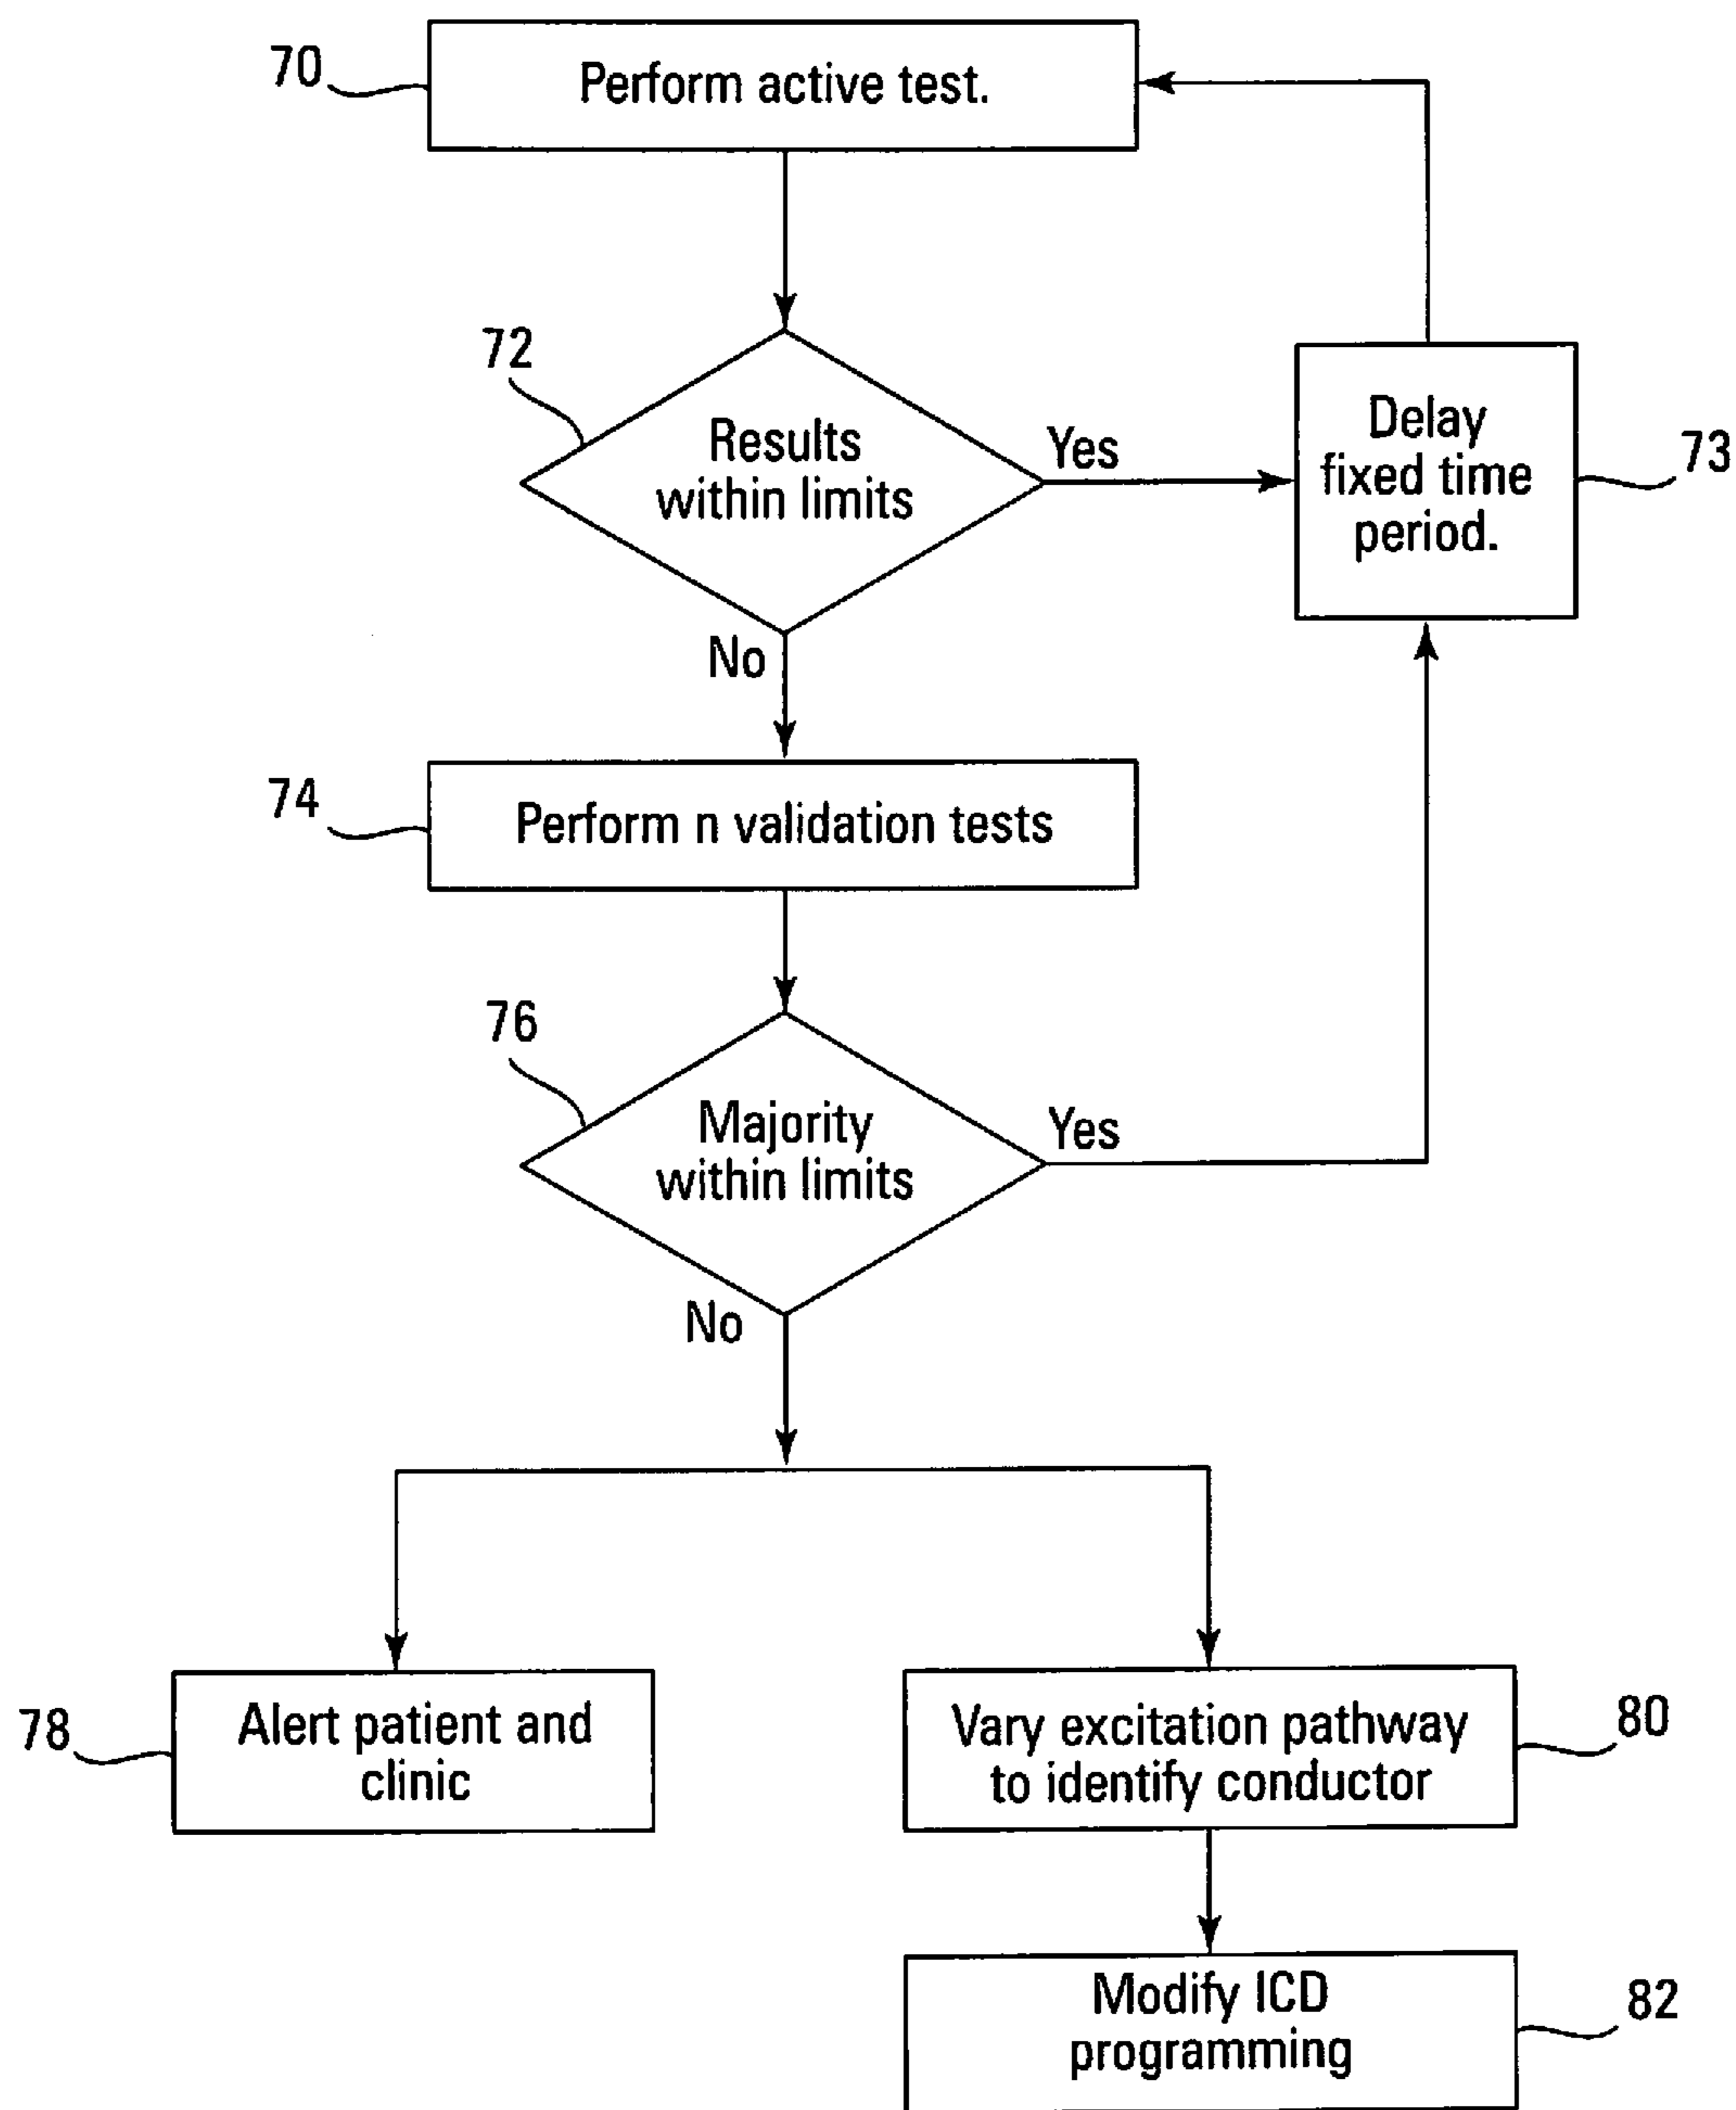 70
Perform active test.
72
Results
within limits
Yes
Delay
fixed time
period.
73
No
74
Perform n validation tests
76
Majority
within limits
Yes
No
78
Alert patient and
clinic
Vary excitation pathway
to identify conductor
80
Modify ICD
programming
82